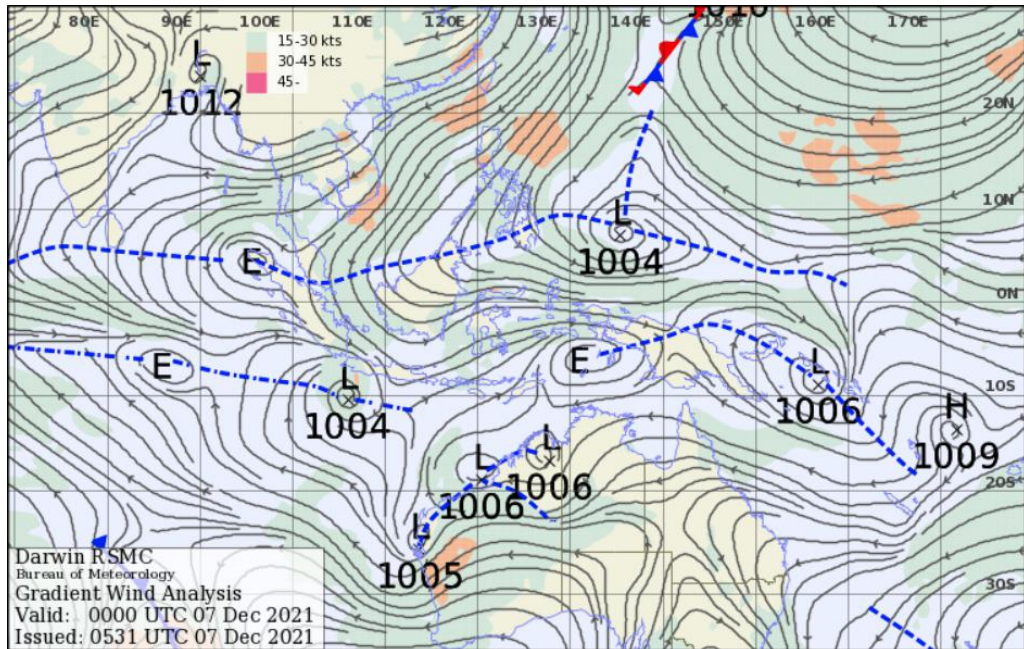 80E 90E 100E 110E 120E 130E 140E 150E 160E 170E
1010
15-30 kts
30-45 kts
45-
L
1012
20N
10N
L
1004
E
0N
E
E
L
1004
L
1006
10S
H
1009
L
1006
L
1006
20S
L
1005
30S
Darwin RSMC
Bureau of Meteorology
Gradient Wind Analysis
Valid: 0000 UTC 07 Dec 2021
Issued: 0531 UTC 07 Dec 2021